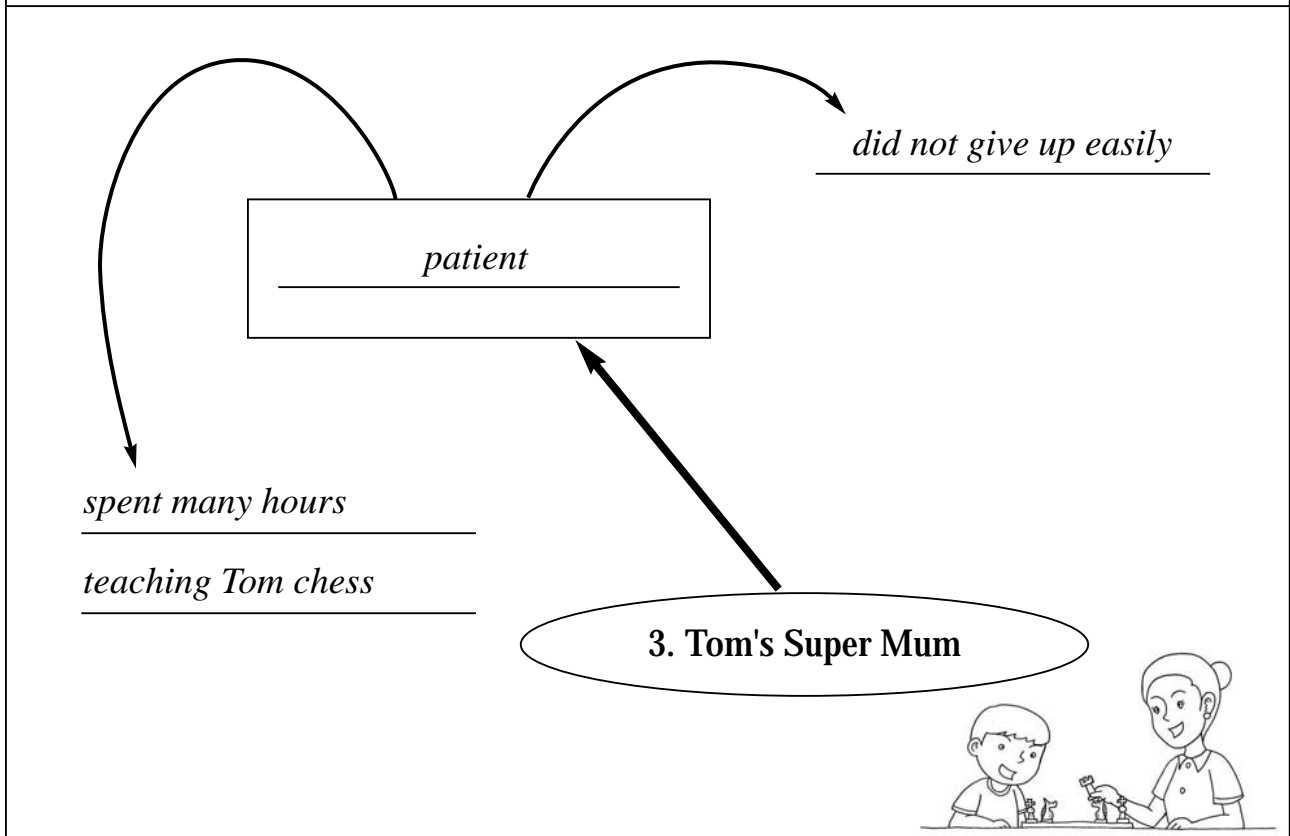 did not give up easily
patient
spent many hours
teaching Tom chess
3. Tom's Super Mum